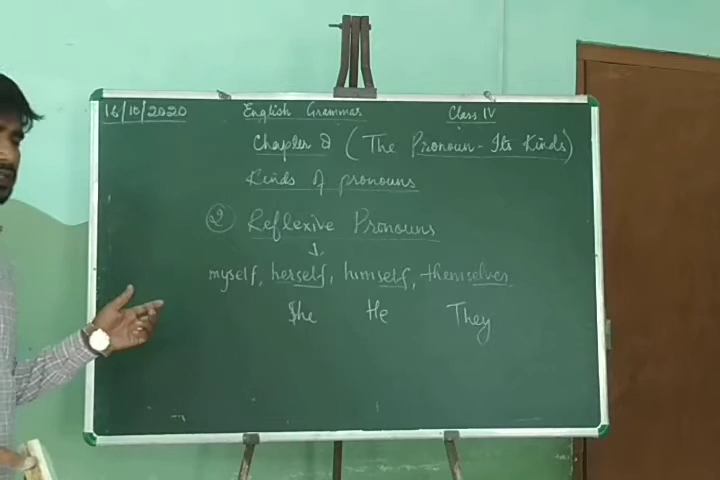 16/10/2020 English Grammar Class IV
Chapter 8 (The Pronoun - Its Kinds)
Kinds of pronouns
2 Reflexive Pronouns
myself, herself, himself, themselves
She He They